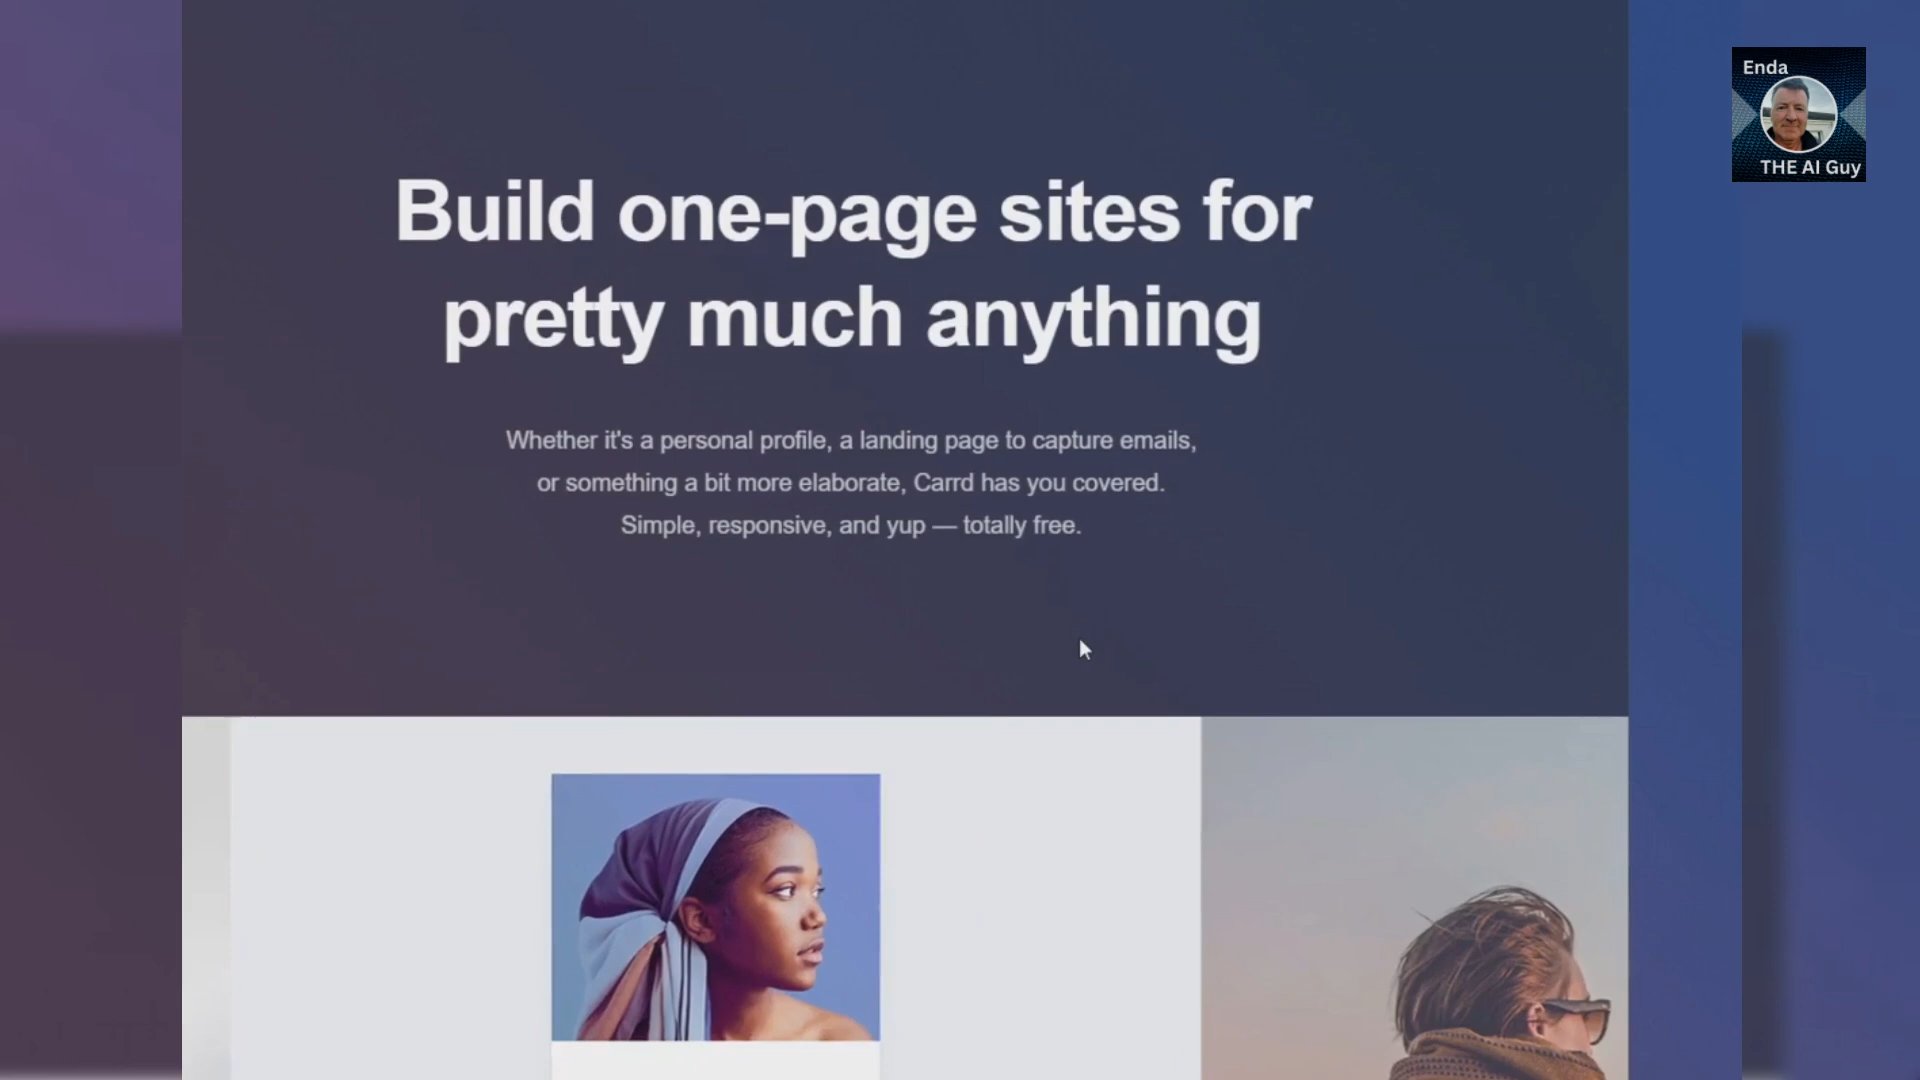 Enda
THE AI Guy
Build one-page sites for
pretty much anything
Whether it's a personal profile, a landing page to capture emails,
or something a bit more elaborate, Carrd has you covered.
Simple, responsive, and yup — totally free.